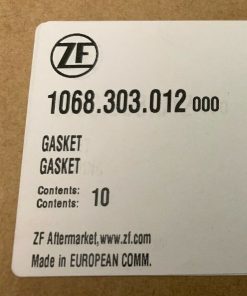 ZF
1068.303.012 000
GASKET
GASKET
Contents: 10
Contents:
ZF Aftermarket,www.zf.com
Made in EUROPEAN COMM.